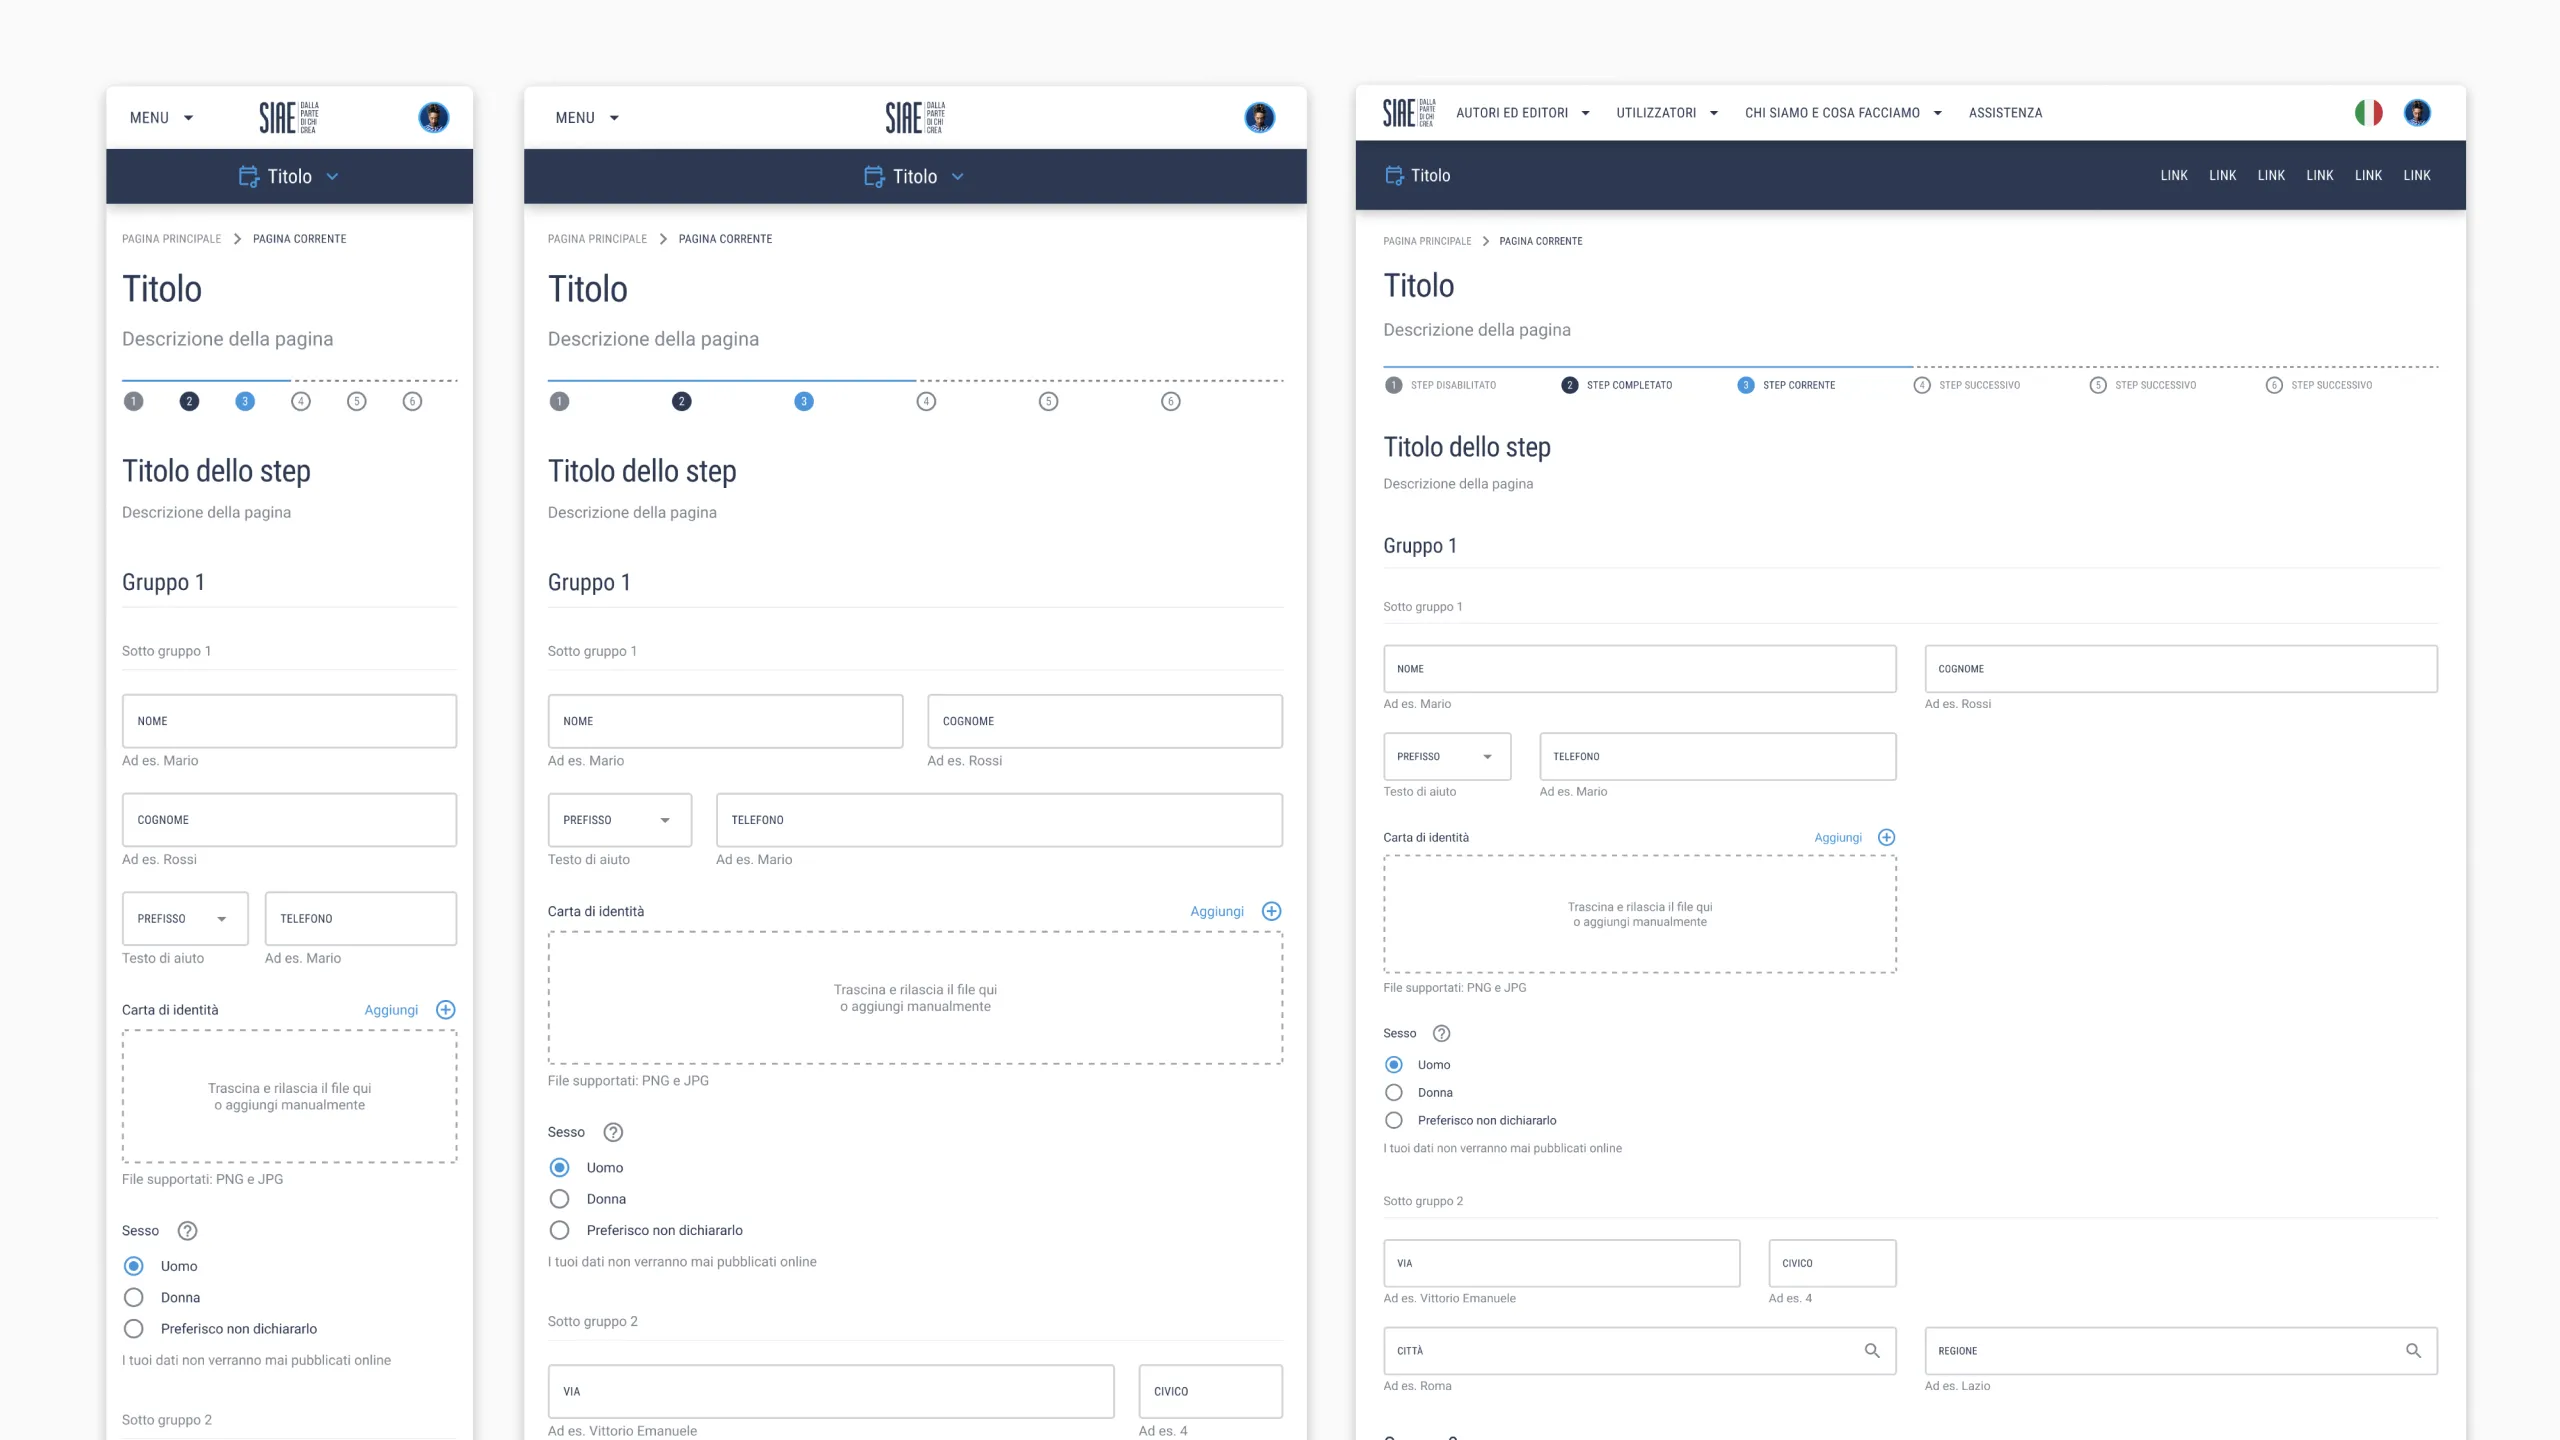 MENU
SIAE DALLA PARTE DI CHI CREA
Titolo
PAGINA PRINCIPALE PAGINA CORRENTE
Titolo
Descrizione della pagina
1 2 3 4 5 6
Titolo dello step
Descrizione della pagina
Gruppo 1
Sotto gruppo 1
NOME
Ad es. Mario
COGNOME
Ad es. Rossi
PREFISSO TELEFONO
Testo di aiuto Ad es. Mario
Carta di identità Aggiungi
Trascina e rilascia il file qui
o aggiungi manualmente
File supportati: PNG e JPG
Sesso ?
Uomo
Donna
Preferisco non dichiararlo
I tuoi dati non verranno mai pubblicati online
Sotto gruppo 2
MENU
SIAE DALLA PARTE DI CHI CREA
Titolo
PAGINA PRINCIPALE PAGINA CORRENTE
Titolo
Descrizione della pagina
1 2 3 4 5 6
Titolo dello step
Descrizione della pagina
Gruppo 1
Sotto gruppo 1
NOME COGNOME
Ad es. Mario Ad es. Rossi
PREFISSO TELEFONO
Testo di aiuto Ad es. Mario
Carta di identità Aggiungi
Trascina e rilascia il file qui
o aggiungi manualmente
File supportati: PNG e JPG
Sesso ?
Uomo
Donna
Preferisco non dichiararlo
I tuoi dati non verranno mai pubblicati online
Sotto gruppo 2
VIA CIVICO
Ad es. Vittorio Emanuele Ad es. 4
SIAE DALLA PARTE DI CHI CREA AUTORI ED EDITORI UTILIZZATORI CHI SIAMO E COSA FACCIAMO ASSISTENZA
Titolo LINK LINK LINK LINK LINK LINK
PAGINA PRINCIPALE PAGINA CORRENTE
Titolo
Descrizione della pagina
1 STEP DISABILITATO 2 STEP COMPLETATO 3 STEP CORRENTE 4 STEP SUCCESSIVO 5 STEP SUCCESSIVO 6 STEP SUCCESSIVO
Titolo dello step
Descrizione della pagina
Gruppo 1
Sotto gruppo 1
NOME COGNOME
Ad es. Mario Ad es. Rossi
PREFISSO TELEFONO
Testo di aiuto Ad es. Mario
Carta di identità Aggiungi
Trascina e rilascia il file qui
o aggiungi manualmente
File supportati: PNG e JPG
Sesso ?
Uomo
Donna
Preferisco non dichiararlo
I tuoi dati non verranno mai pubblicati online
Sotto gruppo 2
VIA CIVICO
Ad es. Vittorio Emanuele Ad es. 4
CITTÀ REGIONE
Ad es. Roma Ad es. Lazio